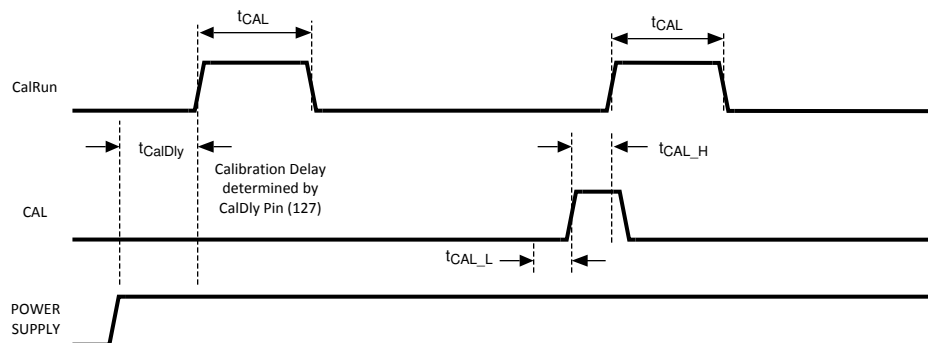 tCAL
tCAL
CalRun
tCalDly
tCAL_H
Calibration Delay
determined by
CalDly Pin (127)
CAL
tCAL_L
POWER
SUPPLY